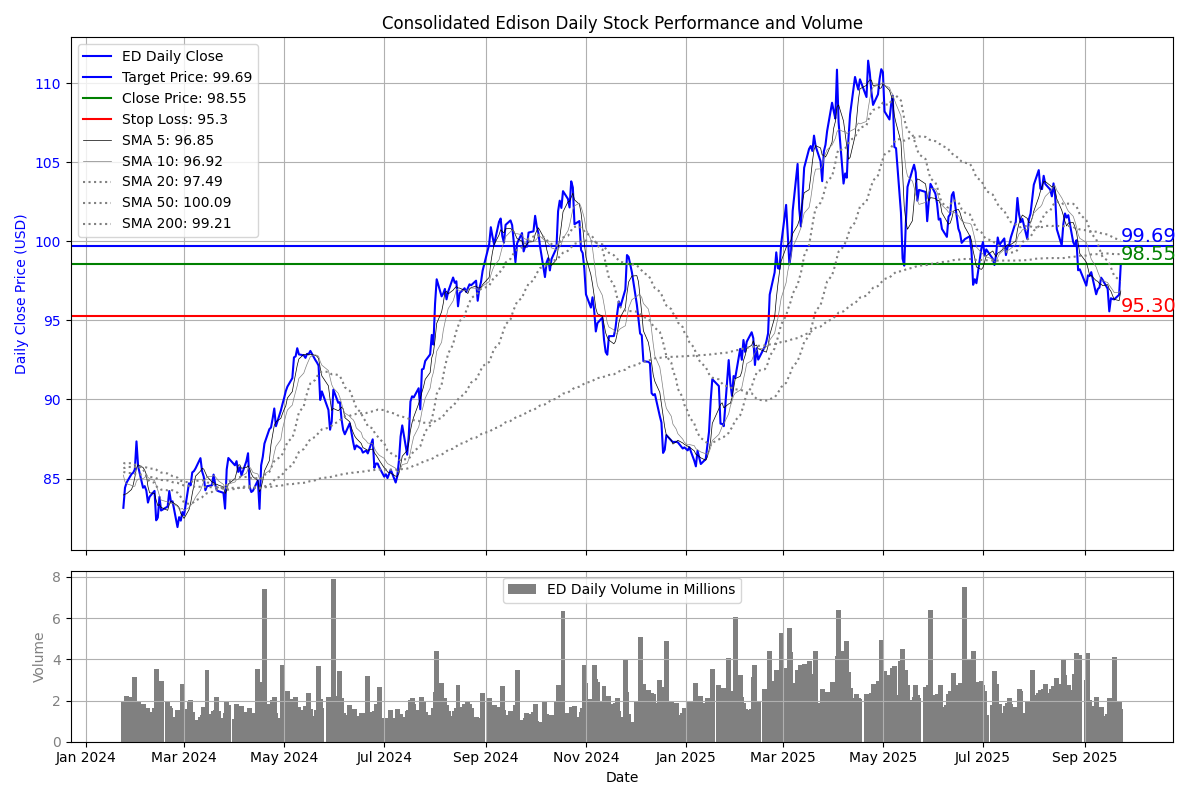 Consolidated Edison Daily Stock Performance and Volume
ED Daily Close
Target Price: 99.69
Close Price: 98.55
Stop Loss: 95.3
SMA 5: 96.85
SMA 10: 96.92
SMA 20: 97.49
SMA 50: 100.09
SMA 200: 99.21
110
105
100
95
90
85
Daily Close Price (USD)
99.69
98.55
95.30
ED Daily Volume in Millions
8
6
4
2
0
Volume
Jan 2024 Mar 2024 May 2024 Jul 2024 Sep 2024 Nov 2024 Jan 2025 Mar 2025 May 2025 Jul 2025 Sep 2025
Date